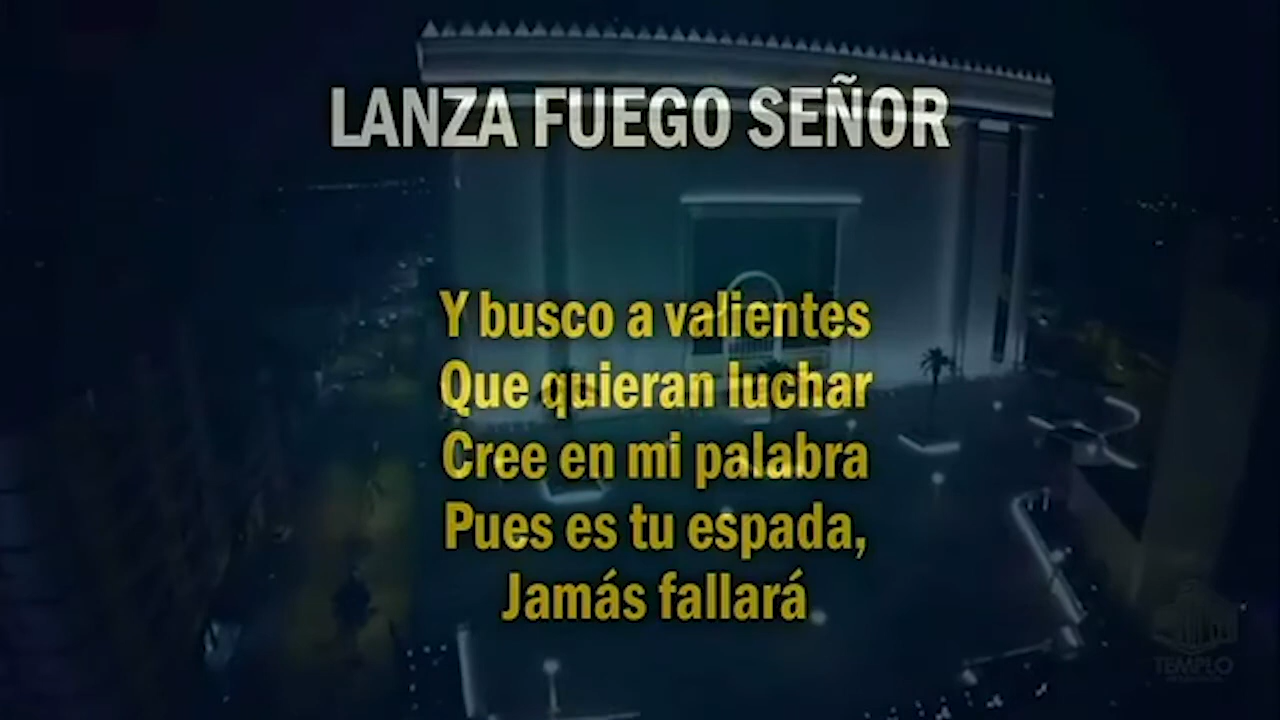 LANZA FUEGO SEÑOR
Y busco a valientes
Que quieran luchar
Cree en mi palabra
Pues es tu espada,
Jamás fallará
TEMPLO